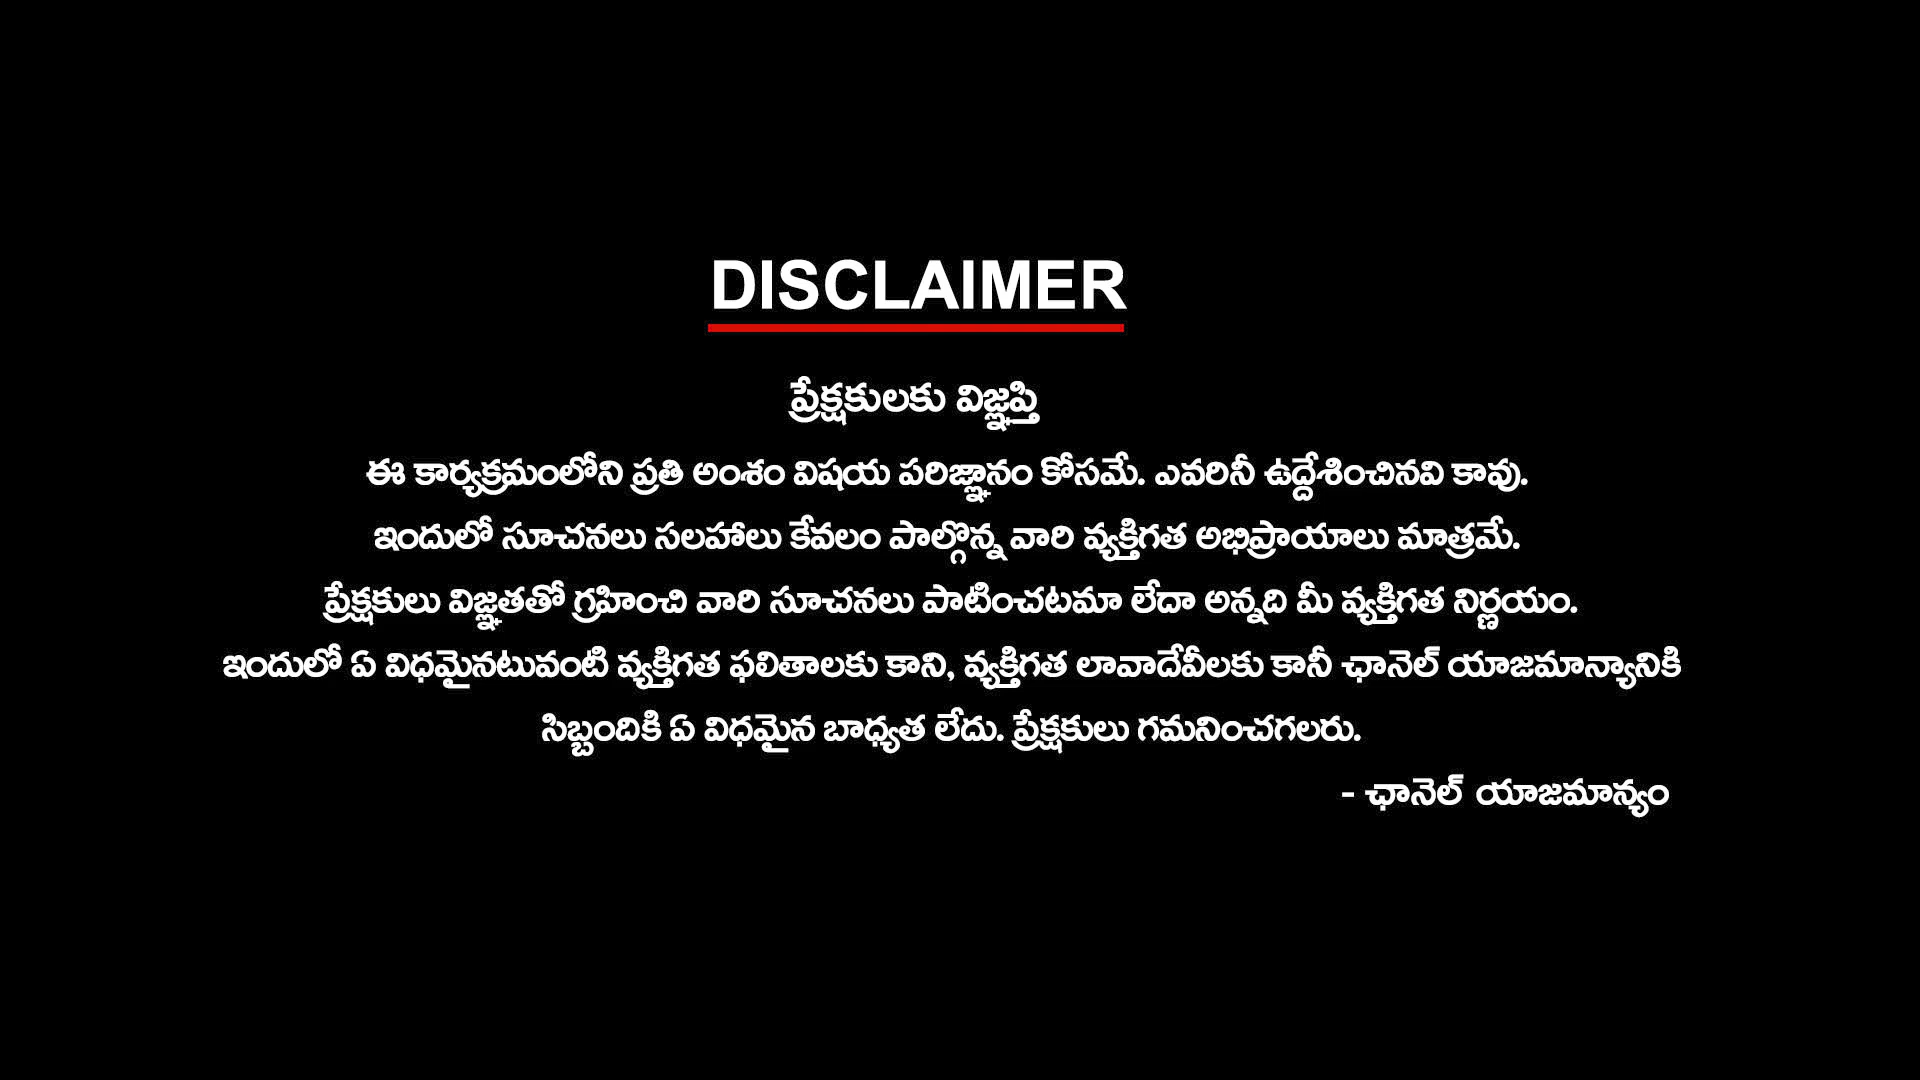 DISCLAIMER
ప్రేక్షకులకు విజ్ఞప్తి
ఈ కార్యక్రమంలోని ప్రతి అంశం విషయ పరిజ్ఞానం కోసమే. ఎవరినీ ఉద్దేశించినవి కావు.
ఇందులో సూచనలు సలహాలు కేవలం పాల్గొన్న వారి వ్యక్తిగత అభిప్రాయాలు మాత్రమే.
ప్రేక్షకులు విజ్ఞతతో గ్రహించి వారి సూచనలు పాటించటమా లేదా అన్నది మీ వ్యక్తిగత నిర్ణయం.
ఇందులో ఏ విధమైనటువంటి వ్యక్తిగత ఫలితాలకు కాని, వ్యక్తిగత లావాదేవీలకు కానీ ఛానెల్ యాజమాన్యానికి
సిబ్బందికి ఏ విధమైన బాధ్యత లేదు. ప్రేక్షకులు గమనించగలరు.
- ఛానెల్ యాజమాన్యం